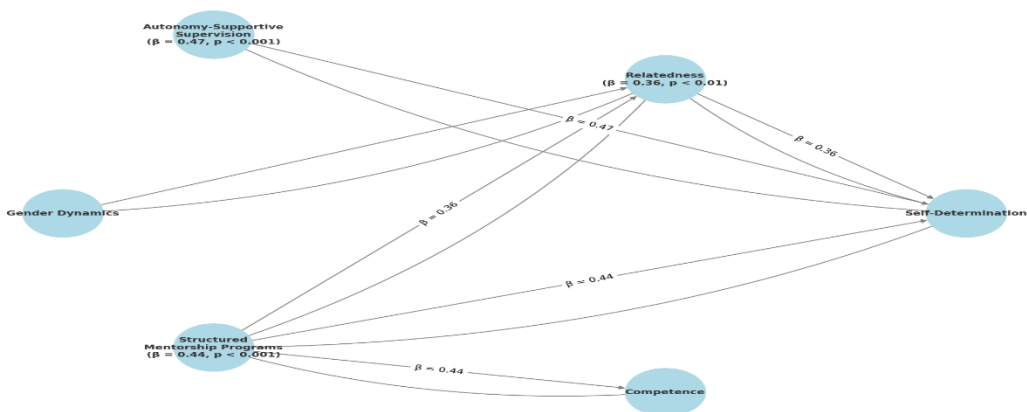 Autonomy-Supportive
Supervision
(β = 0.47, p < 0.001)
Relatedness
(β = 0.36, p < 0.01)
β = 0.47
β = 0.36
Gender Dynamics
β = 0.36
Self-Determination
β = 0.44
Structured
Mentorship Programs
(β = 0.44, p < 0.001)
β = 0.44
Competence